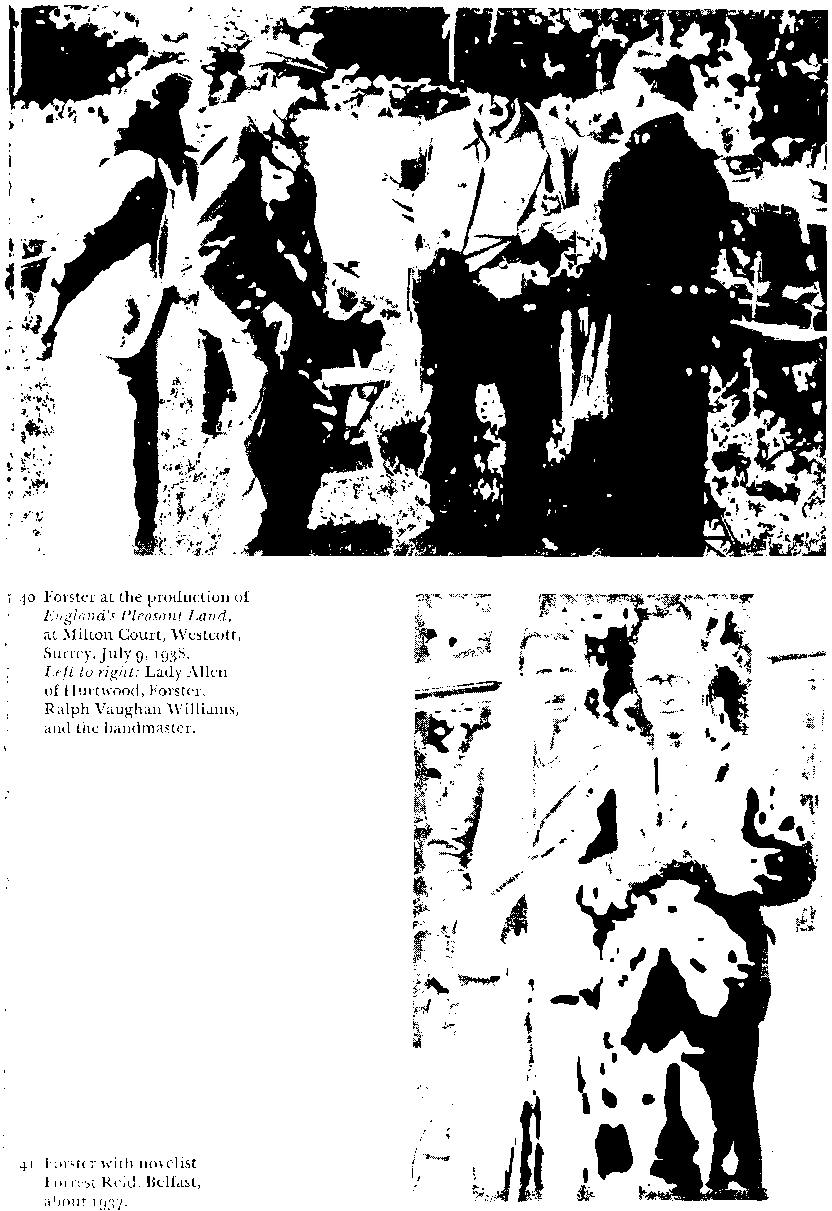 40 Forster at the production of
England's Pleasant Land,
at Milton Court, Westcott,
Surrey, July 9, 1938.
Left to right: Lady Allen
of Hurtwood, Forster,
Ralph Vaughan Williams,
and the bandmaster.
41 Forster with novelist
Forrest Reid, Belfast,
about 1937.